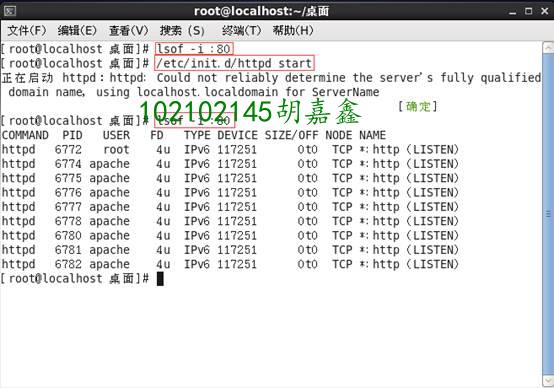 root@localhost:~/桌面
文件(F) 编辑(E) 查看(V) 搜索 (S) 终端(T) 帮助(H)
[root@localhost 桌面]# lsof -i :80
[root@localhost 桌面]# /etc/init.d/httpd start
正在启动 httpd：httpd: Could not reliably determine the server's fully qualified
domain name, using localhost.localdomain for ServerName
[确定]
102102145胡嘉鑫
[root@localhost 桌面]# lsof -i :80
COMMAND PID USER FD TYPE DEVICE SIZE/OFF NODE NAME
httpd 6772 root 4u IPv6 117251 0t0 TCP *:http (LISTEN)
httpd 6774 apache 4u IPv6 117251 0t0 TCP *:http (LISTEN)
httpd 6775 apache 4u IPv6 117251 0t0 TCP *:http (LISTEN)
httpd 6776 apache 4u IPv6 117251 0t0 TCP *:http (LISTEN)
httpd 6777 apache 4u IPv6 117251 0t0 TCP *:http (LISTEN)
httpd 6778 apache 4u IPv6 117251 0t0 TCP *:http (LISTEN)
httpd 6780 apache 4u IPv6 117251 0t0 TCP *:http (LISTEN)
httpd 6781 apache 4u IPv6 117251 0t0 TCP *:http (LISTEN)
httpd 6782 apache 4u IPv6 117251 0t0 TCP *:http (LISTEN)
[root@localhost 桌面]#